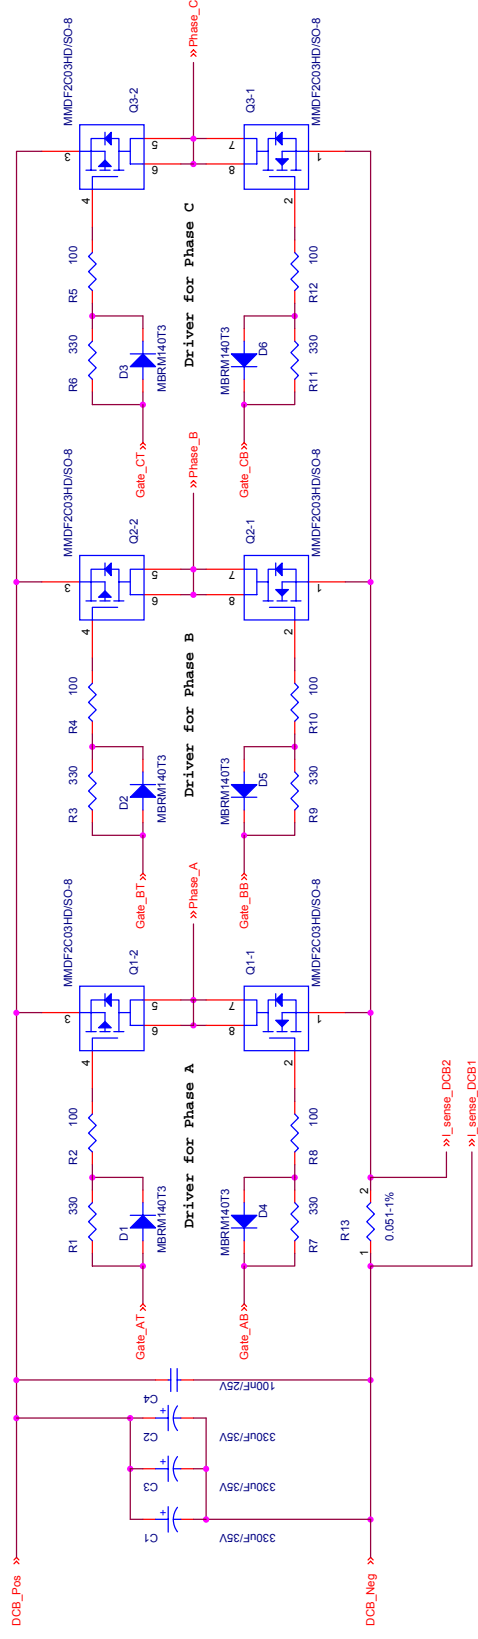 DCB_Pos
DCB_Neg
C1
330uF/35V
C3
330uF/35V
C2
330uF/35V
C4
100nF/25V
Gate_AT
R1
330
D1
MBRM140T3
R2
100
4
3
MMDF2C03HD/SO-8
Q1-2
6
5
Phase_A
Driver for Phase A
Gate_AB
MBRM140T3
D4
R7
330
R8
100
2
8
7
Q1-1
1
MMDF2C03HD/SO-8
R13
1
2
0.051-1%
I_sense_DCB2
I_sense_DCB1
Gate_BT
R3
330
D2
MBRM140T3
R4
100
4
3
MMDF2C03HD/SO-8
Q2-2
6
5
Phase_B
Driver for Phase B
Gate_BB
MBRM140T3
D5
R9
330
R10
100
2
8
7
Q2-1
1
MMDF2C03HD/SO-8
Gate_CT
R6
330
D3
MBRM140T3
R5
100
4
3
MMDF2C03HD/SO-8
Q3-2
6
5
Phase_C
Driver for Phase C
Gate_CB
MBRM140T3
D6
R11
330
R12
100
2
8
7
Q3-1
1
MMDF2C03HD/SO-8